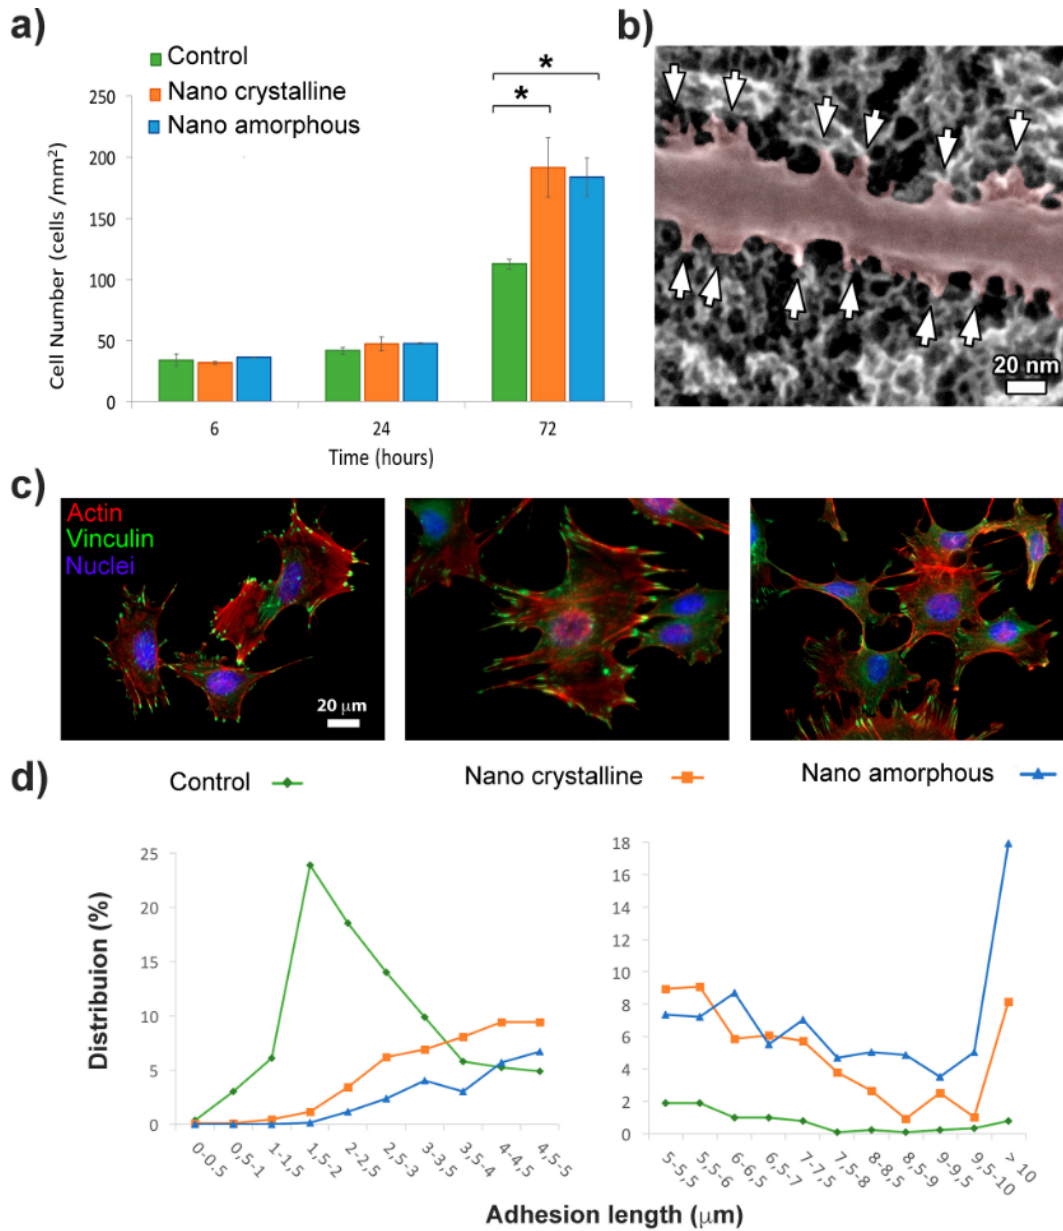 a)
Control
Nano crystalline
Nano amorphous
*
*
250
200
150
100
50
0
Cell Number (cells /mm²)
6 24 72
Time (hours)
b)
20 nm
c)
Actin
Vinculin
Nuclei
20 μm
d)
Control
Nano crystalline
Nano amorphous
25
20
15
10
5
0
Distribuion (%)
0-0.5 0,5-1 1-1,5 1,5-2 2-2,5 2,5-3 3-3,5 3,5-4 4-4,5 4,5-5
18
16
14
12
10
8
6
4
2
0
5-5,5 5,5-6 6-6,5 6,5-7 7-7,5 7,5-8 8-8,5 8,5-9 9-9,5 9,5-10 > 10
Adhesion length (μm)